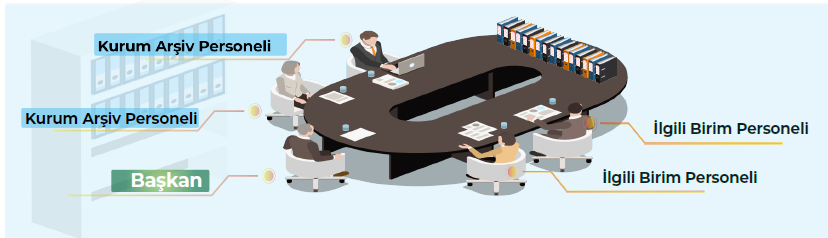 Kurum Arşiv Personeli
Kurum Arşiv Personeli
Başkan
İlgili Birim Personeli
İlgili Birim Personeli